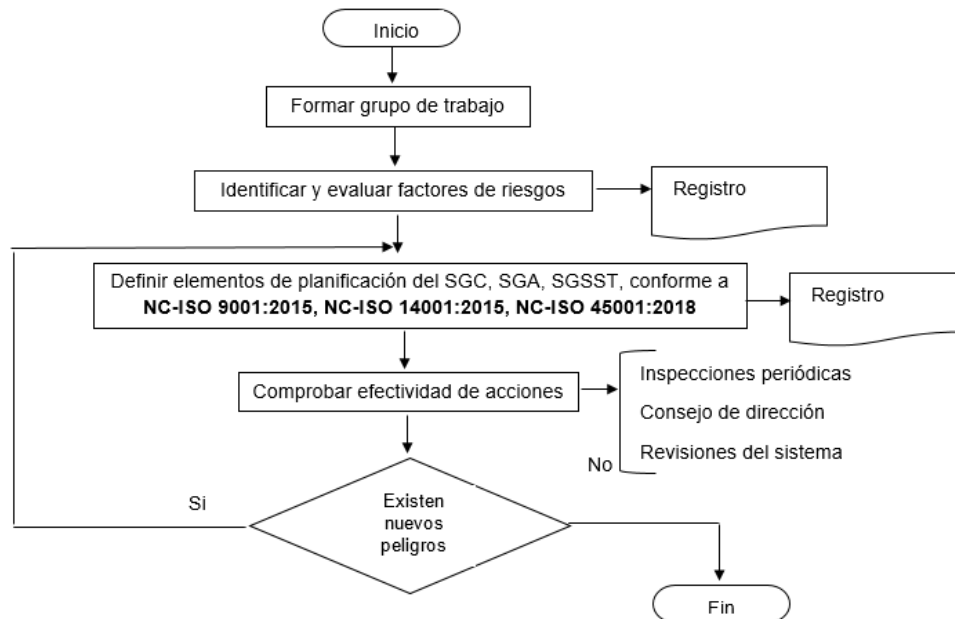 Inicio
Formar grupo de trabajo
Identificar y evaluar factores de riesgos
Registro
Definir elementos de planificación del SGC, SGA, SGSST, conforme a
NC-ISO 9001:2015, NC-ISO 14001:2015, NC-ISO 45001:2018
Registro
Comprobar efectividad de acciones
Inspecciones periódicas
Consejo de dirección
Revisiones del sistema
No
Si
Existen
nuevos
peligros
Fin